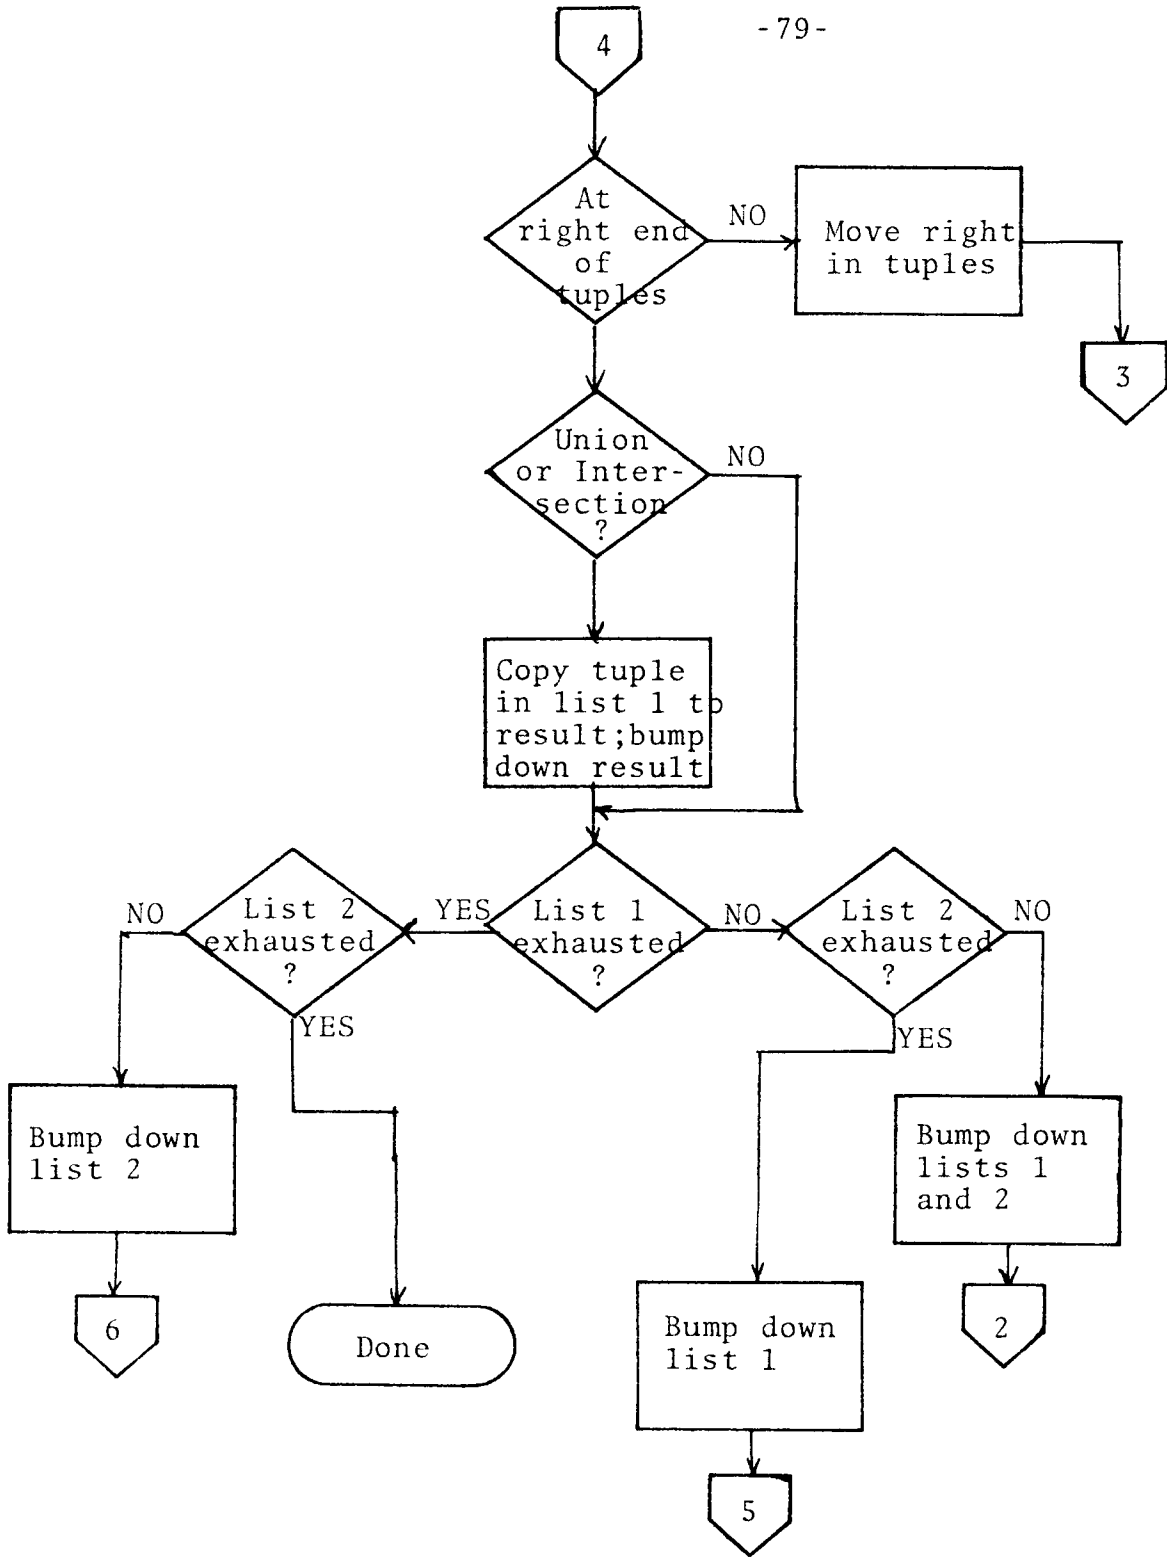 -79-
4
At
right end
of
tuples
NO
Move right
in tuples
3
Union
or Inter-
section
?
NO
Copy tuple
in list 1 to
result;bump
down result
List 1
exhausted
?
YES
List 2
exhausted
?
NO
YES
Bump down
list 2
6
Done
NO
List 2
exhausted
?
NO
YES
Bump down
lists 1
and 2
2
Bump down
list 1
5